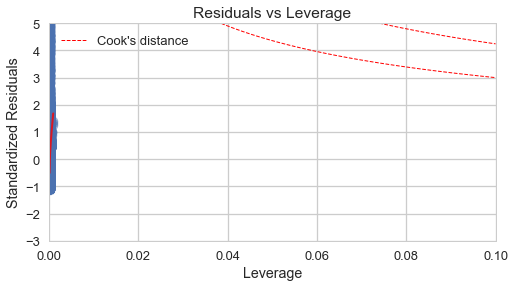 Residuals vs Leverage
Cook's distance
Standardized Residuals
5
4
3
2
1
0
−1
−2
−3
0.00 0.02 0.04 0.06 0.08 0.10
Leverage